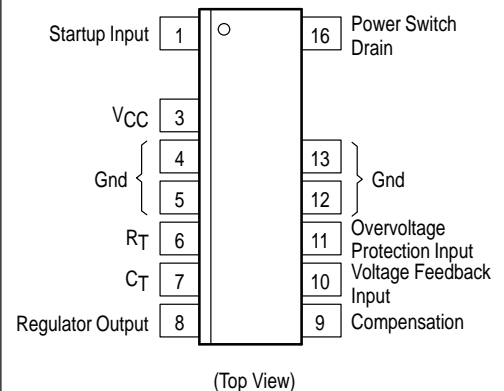 Startup Input 1 16 Power Switch
Drain
VCC 3
4 13
Gnd Gnd
5 12
RT 6 11 Overvoltage
Protection Input
CT 7 10 Voltage Feedback
Input
Regulator Output 8 9 Compensation
(Top View)